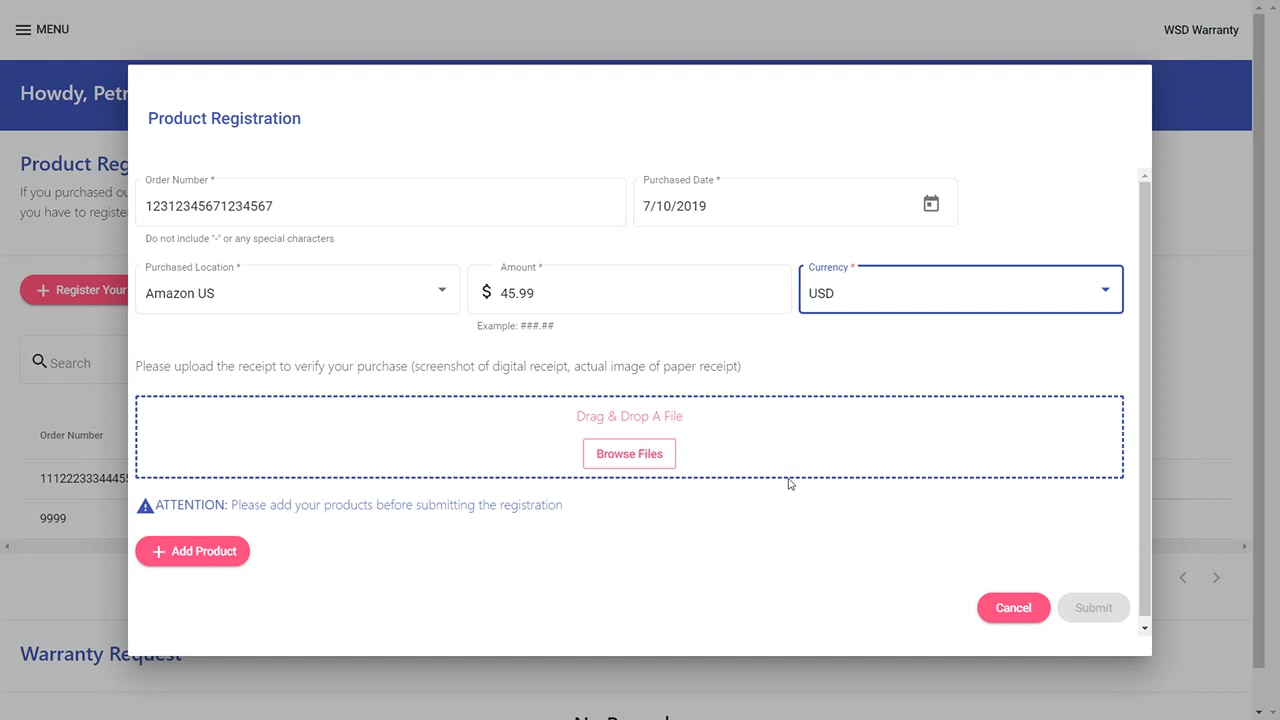 MENU
WSD Warranty
Howdy, Petr
Product Registration
Product Reg
If you purchased ou
you have to register
Order Number *
12312345671234567
Do not include "-" or any special characters
Purchased Date *
7/10/2019
Purchased Location *
Amazon US
Amount *
$ 45.99
Example: ###.##
Currency *
USD
+ Register Your
Search
Please upload the receipt to verify your purchase (screenshot of digital receipt, actual image of paper receipt)
Drag & Drop A File
Browse Files
Order Number
9999
ATTENTION: Please add your products before submitting the registration
+ Add Product
Cancel
Submit
Warranty Request